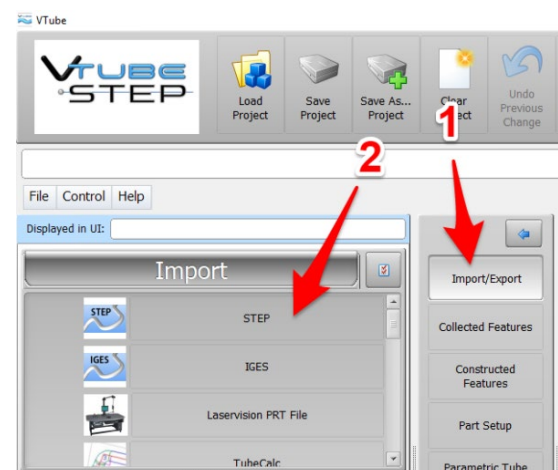 VTube
VTUBE
STEP
Load
Project
Save
Project
Save As...
Project
Clear
Undo
Previous
Change
1
2
File Control Help
Displayed in UI:
Import
Import/Export
STEP
STEP
Collected Features
IGES
IGES
Constructed
Features
Laservision PRT File
Part Setup
TubeCalc
Parametric Tube